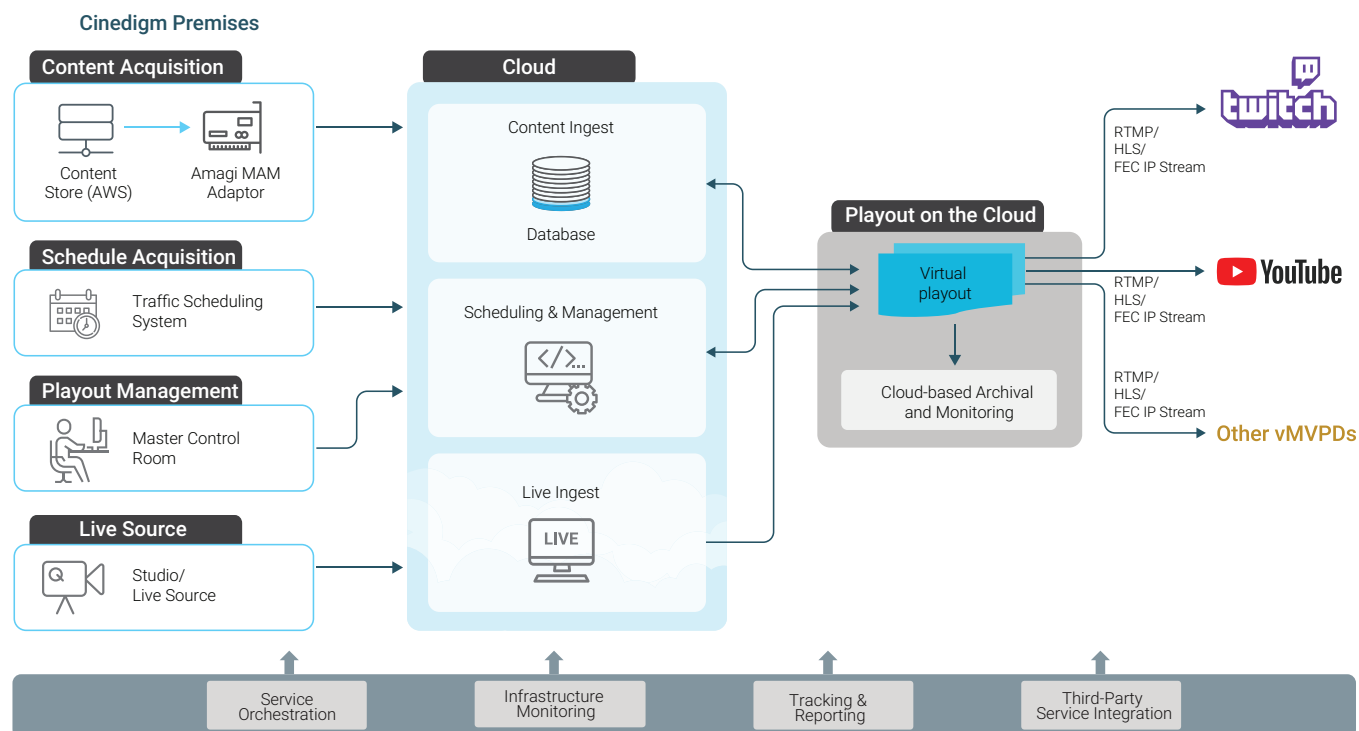 Cinedigm Premises
Content Acquisition
Content
Store (AWS)
Amagi MAM
Adaptor
Schedule Acquisition
Traffic Scheduling
System
Playout Management
Master Control
Room
Live Source
Studio/
Live Source
Cloud
Content Ingest
Database
Scheduling & Management
</>...
Live Ingest
LIVE
Playout on the Cloud
Virtual
playout
Cloud-based Archival
and Monitoring
twitch
RTMP/
HLS/
FEC IP Stream
YouTube
RTMP/
HLS/
FEC IP Stream
RTMP/
HLS/
FEC IP Stream
Other vMVPDs
Service
Orchestration
Infrastructure
Monitoring
Tracking &
Reporting
Third-Party
Service Integration